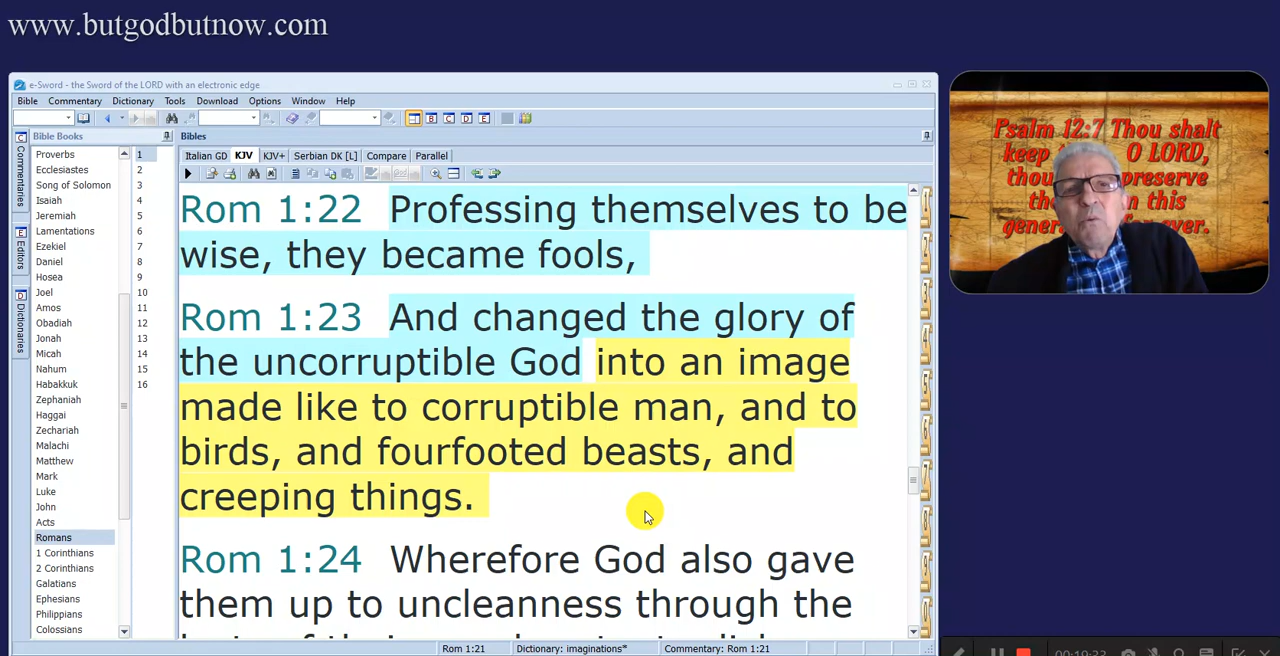 www.butgodbutnow.com
e-Sword - the Sword of the LORD with an electronic edge
Bible Commentary Dictionary Tools Download Options Window Help
Bible Books
Proverbs
Ecclesiastes
Song of Solomon
Isaiah
Jeremiah
Lamentations
Ezekiel
Daniel
Hosea
Joel
Amos
Obadiah
Jonah
Micah
Nahum
Habakkuk
Zephaniah
Haggai
Zechariah
Malachi
Matthew
Mark
Luke
John
Acts
Romans
1 Corinthians
2 Corinthians
Galatians
Ephesians
Philippians
Colossians
1
2
3
4
5
6
7
8
9
10
11
12
13
14
15
16
Commentaries
Editors
Dictionaries
Bibles
Italian GD KJV KJV+ Serbian DK [L] Compare Parallel
Rom 1:22 Professing themselves to be
wise, they became fools,
Rom 1:23 And changed the glory of
the uncorruptible God into an image
made like to corruptible man, and to
birds, and fourfooted beasts, and
creeping things.
Rom 1:24 Wherefore God also gave
them up to uncleanness through the
Rom 1:21 Dictionary: imaginations* Commentary: Rom 1:21
Psalm 12:7 Thou shalt
keep O LORD,
thou preserve
this
ever.